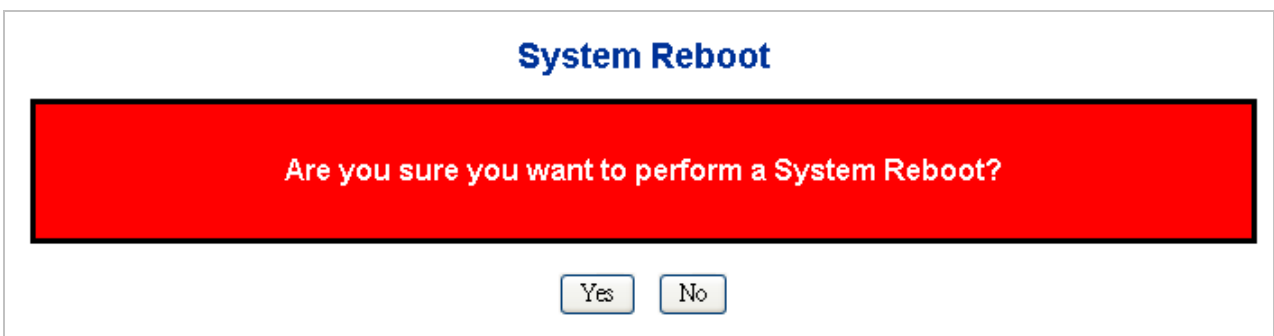 System Reboot
Are you sure you want to perform a System Reboot?
Yes No